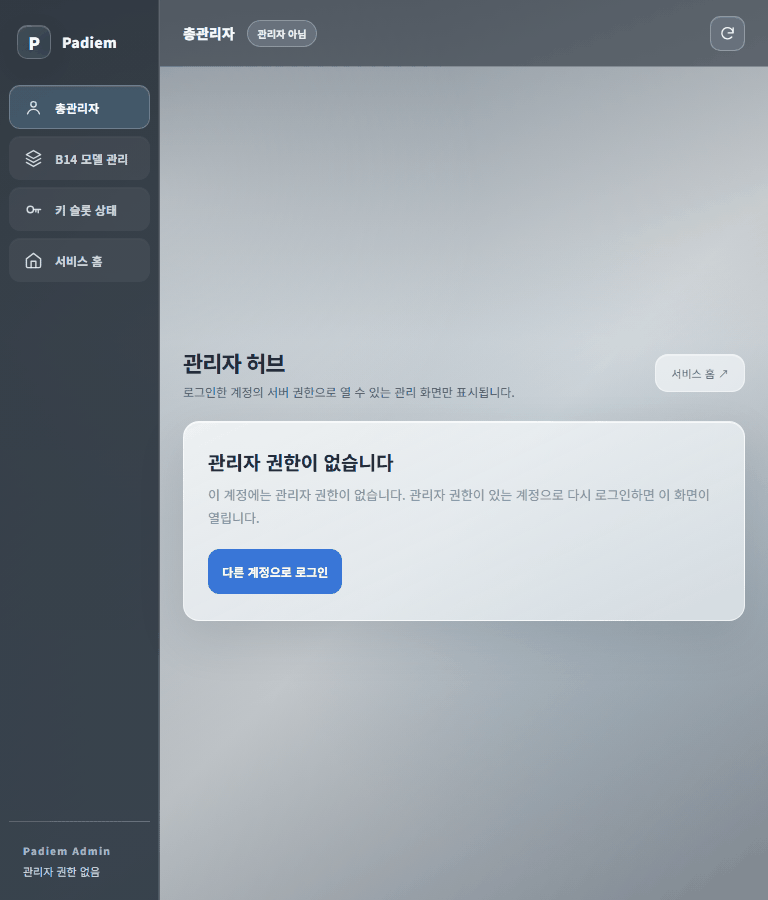 P
Padiem
총관리자
B14 모델 관리
키 슬롯 상태
서비스 홈
Padiem Admin
관리자 권한 없음
총관리자
관리자 아님
관리자 허브
로그인한 계정의 서버 권한으로 열 수 있는 관리 화면만 표시됩니다.
서비스 홈 ↗
관리자 권한이 없습니다
이 계정에는 관리자 권한이 없습니다. 관리자 권한이 있는 계정으로 다시 로그인하면 이 화면이
열립니다.
다른 계정으로 로그인